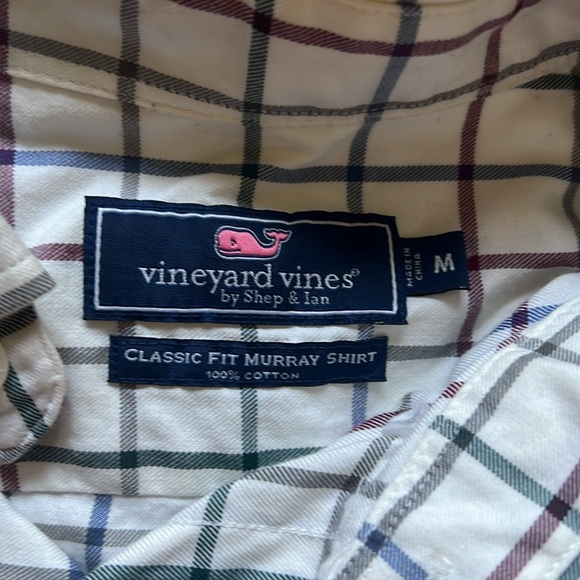 vineyard vines®
by Shep & Ian
MADE IN
CHINA
M
CLASSIC FIT MURRAY SHIRT
100% COTTON